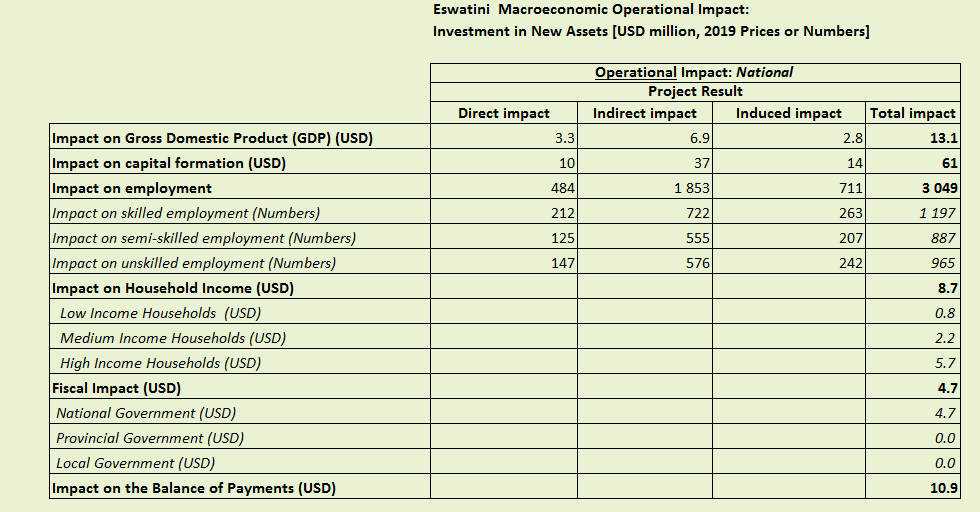 Eswatini  Macroeconomic Operational Impact:
Investment in New Assets [USD million, 2019 Prices or Numbers]
Operational Impact: National
Project Result
Direct impact Indirect impact Induced impact Total impact
Impact on Gross Domestic Product (GDP) (USD) 3.3 6.9 2.8 13.1
Impact on capital formation (USD) 10 37 14 61
Impact on employment 484 1 853 711 3 049
Impact on skilled employment (Numbers) 212 722 263 1 197
Impact on semi-skilled employment (Numbers) 125 555 207 887
Impact on unskilled employment (Numbers) 147 576 242 965
Impact on Household Income (USD) 8.7
Low Income Households  (USD) 0.8
Medium Income Households (USD) 2.2
High Income Households (USD) 5.7
Fiscal Impact (USD) 4.7
National Government (USD) 4.7
Provincial Government (USD) 0.0
Local Government (USD) 0.0
Impact on the Balance of Payments (USD) 10.9